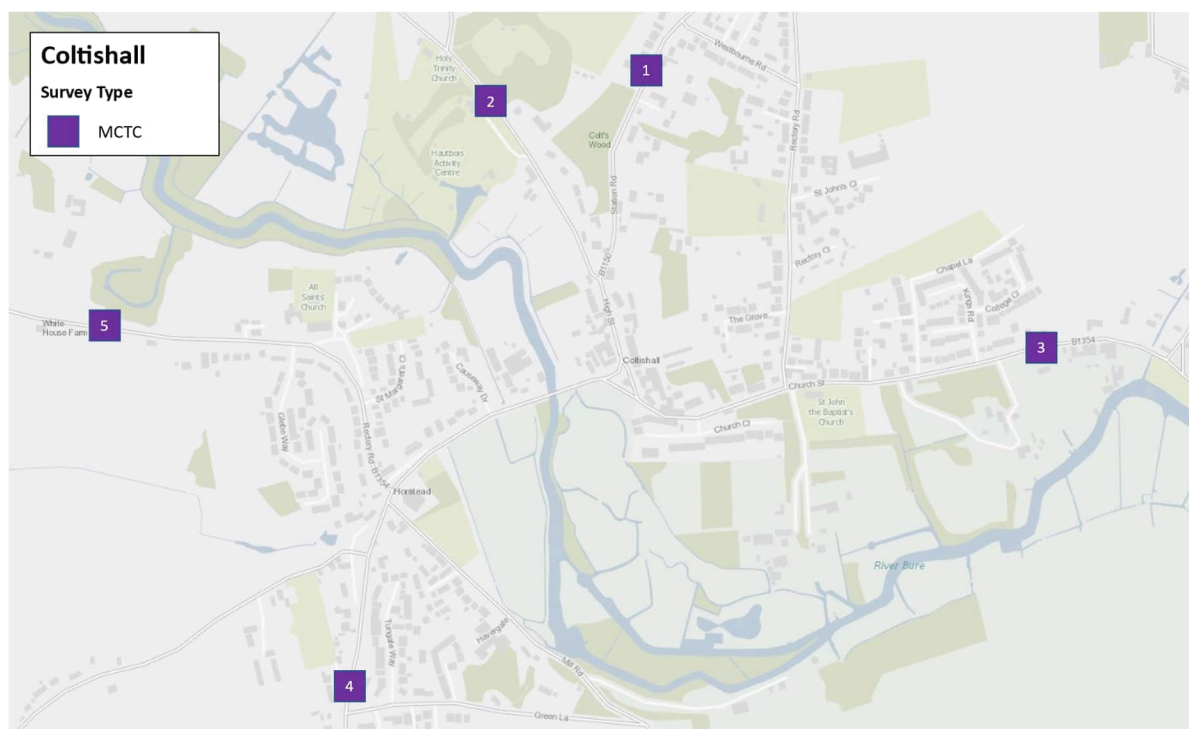 Coltishall
Survey Type
MCTC
1
2
3
4
5
Holy
Trinity
Church
Hautbois
Activity
Centre
Westbourne Rd
Colt's
Wood
Station Rd
Rectory Rd
St John's Cl
Rectory Cl
B1150
High St
All
Saints'
Church
White
House Farm
The Grove
Chapel La
Kings Rd
College Cl
B1354
Coltishall
Church St
St John
the Baptist's
Church
Church Cl
St Margaret's Cl
Causeway Dr
Glebe Way
Rectory Rd B1354
Horstead
River Bure
Tungate Way
Havergate
Mill Rd
Green La